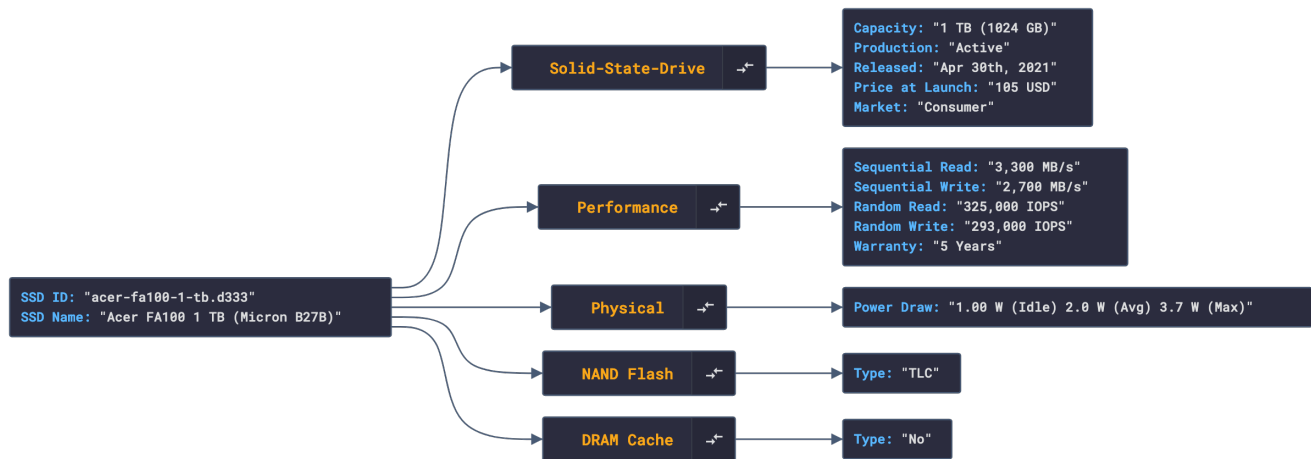 SSD ID: "acer-fa100-1-tb.d333"
SSD Name: "Acer FA100 1 TB (Micron B27B)"
Solid-State-Drive
Capacity: "1 TB (1024 GB)"
Production: "Active"
Released: "Apr 30th, 2021"
Price at Launch: "105 USD"
Market: "Consumer"
Performance
Sequential Read: "3,300 MB/s"
Sequential Write: "2,700 MB/s"
Random Read: "325,000 IOPS"
Random Write: "293,000 IOPS"
Warranty: "5 Years"
Physical
Power Draw: "1.00 W (Idle) 2.0 W (Avg) 3.7 W (Max)"
NAND Flash
Type: "TLC"
DRAM Cache
Type: "No"